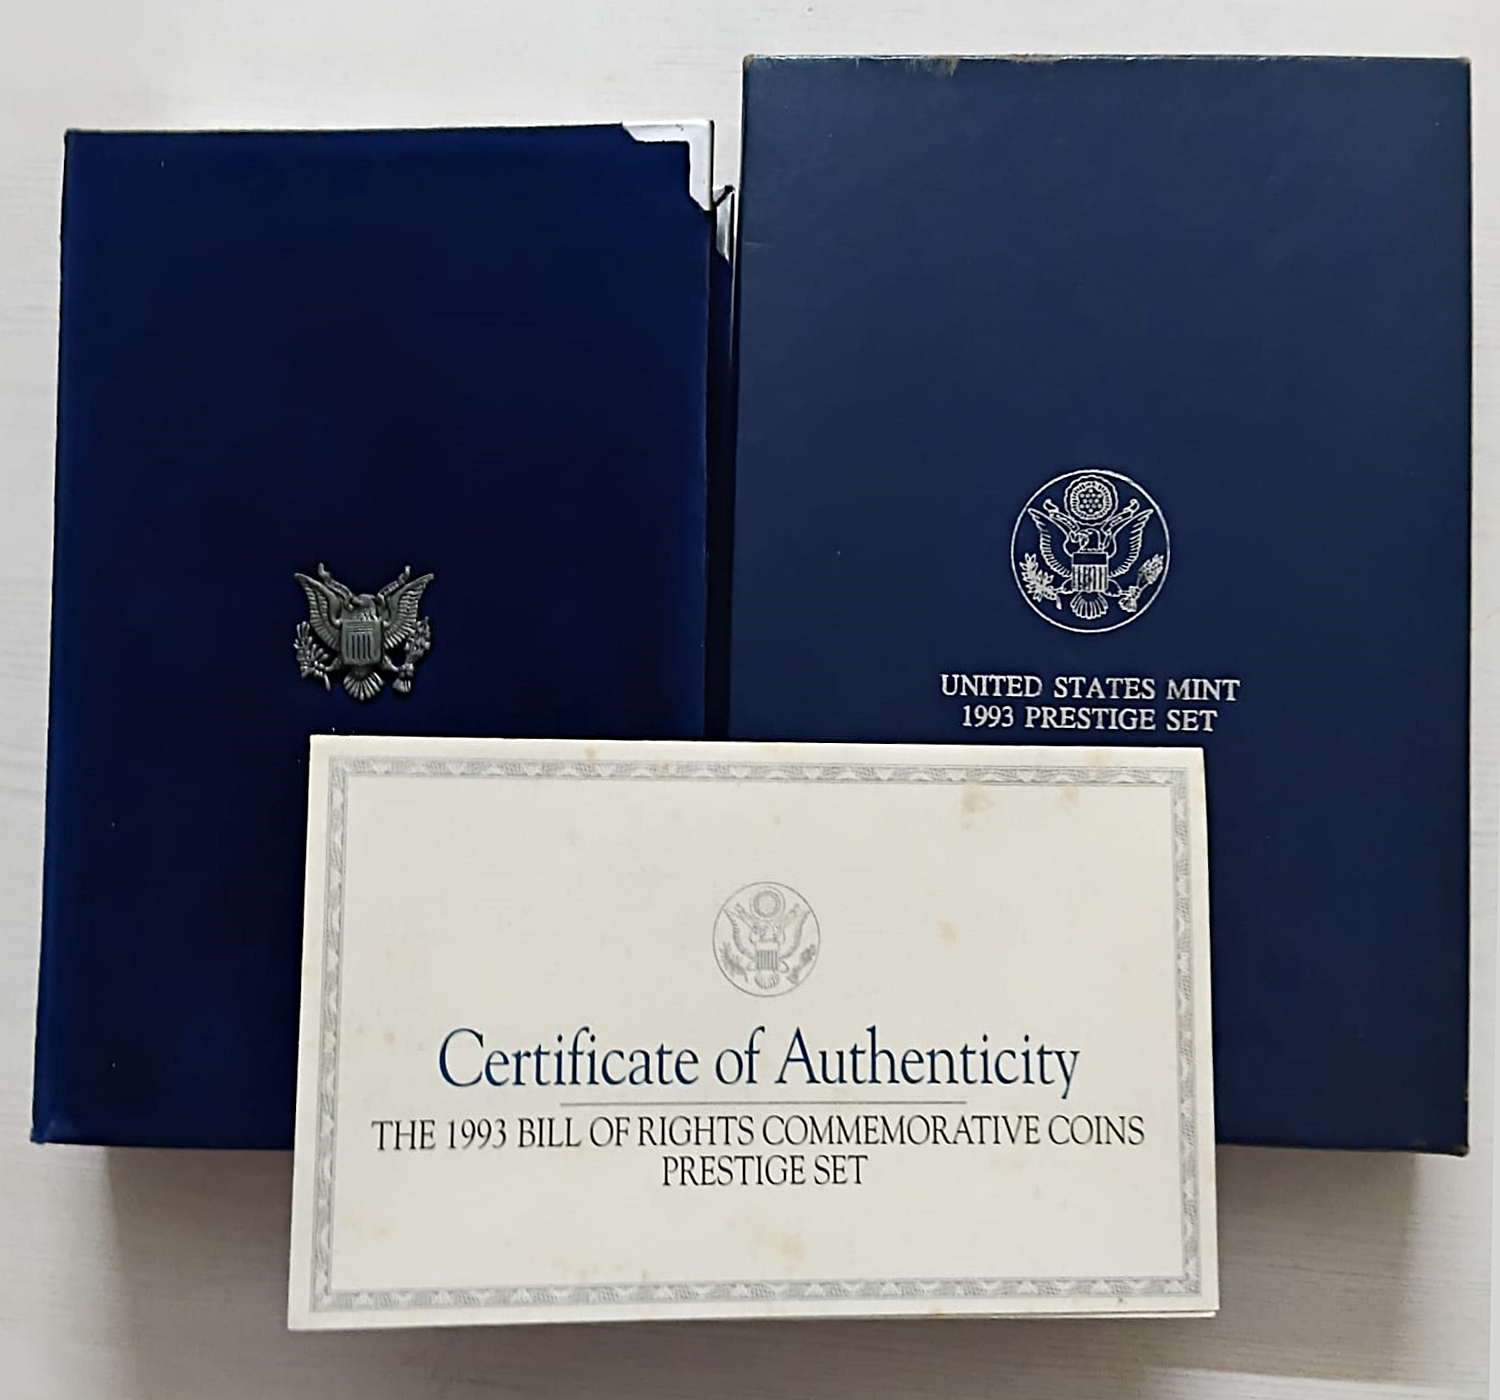 UNITED STATES MINT
1993 PRESTIGE SET
Certificate of Authenticity
THE 1993 BILL OF RIGHTS COMMEMORATIVE COINS
PRESTIGE SET